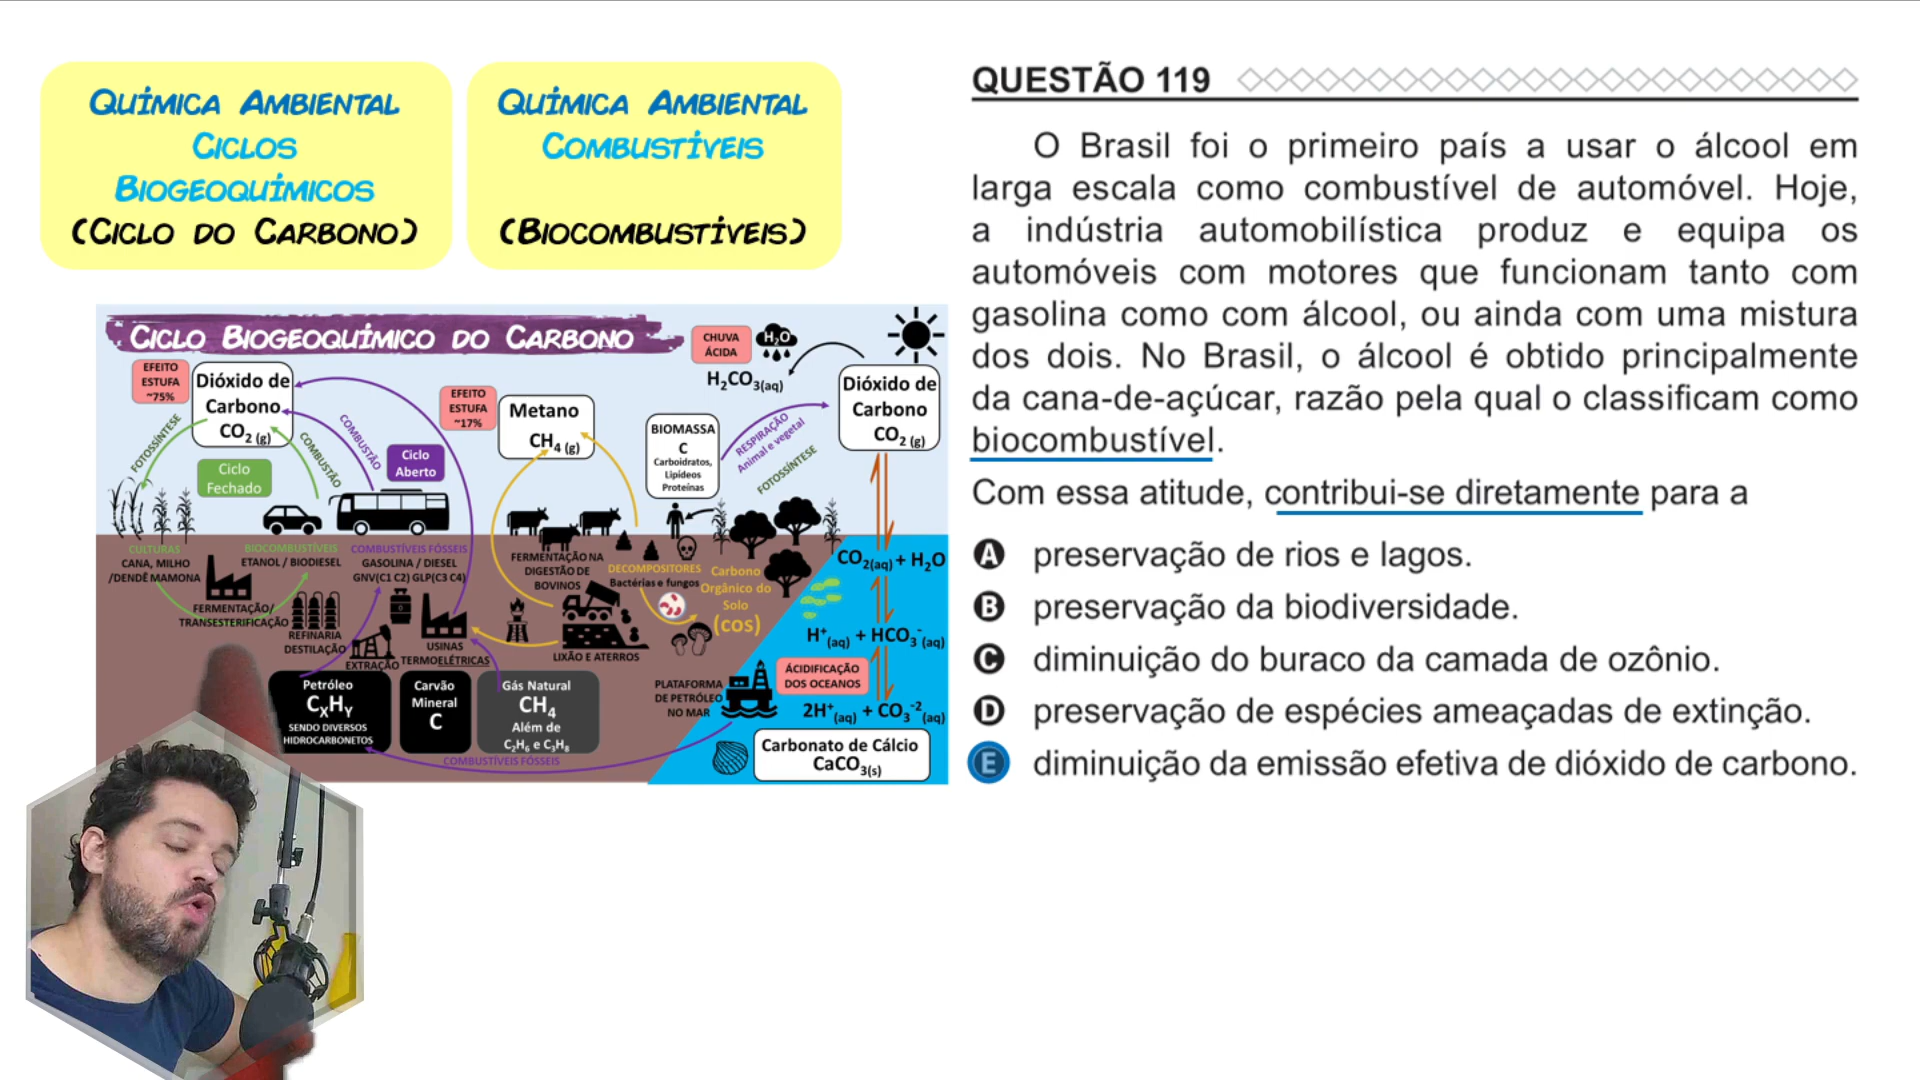 QUÍMICA AMBIENTAL
CICLOS
BIOGEOQUÍMICOS
(CICLO DO CARBONO)
QUÍMICA AMBIENTAL
COMBUSTÍVEIS
(BIOCOMBUSTÍVEIS)
CICLO BIOGEOQUÍMICO DO CARBONO
EFEITO
ESTUFA
~75%
Dióxido de
Carbono
CO2 (g)
FOTOSSÍNTESE
COMBUSTÃO
COMBUSTÃO
Ciclo
Fechado
Ciclo
Aberto
EFEITO
ESTUFA
~17%
Metano
CH4 (g)
CHUVA
ÁCIDA
H2O
H2CO3(aq)
BIOMASSA
C
Carboidratos,
Lipídeos
Proteínas
RESPIRAÇÃO
Animal e vegetal
FOTOSSÍNTESE
Dióxido de
Carbono
CO2 (g)
CULTURAS
CANA, MILHO
/DENDÊ MAMONA
BIOCOMBUSTÍVEIS
ETANOL / BIODIESEL
COMBUSTÍVEIS FÓSSEIS
GASOLINA / DIESEL
GNV(C1 C2) GLP(C3 C4)
FERMENTAÇÃO/
TRANSESTERIFICAÇÃO
REFINARIA
DESTILAÇÃO
EXTRAÇÃO
USINAS
TERMOELÉTRICAS
FERMENTAÇÃO NA
DIGESTÃO DE
BOVINOS
DECOMPOSITORES
Bactérias e fungos
Carbono
Orgânico do
Solo
(COS)
LIXÃO E ATERROS
Petróleo
CXHY
SENDO DIVERSOS
HIDROCARBONETOS
Carvão
Mineral
C
Gás Natural
CH4
Além de
C2H6 e C3H8
COMBUSTÍVEIS FÓSSEIS
PLATAFORMA
DE PETRÓLEO
NO MAR
ÁCIDIFICAÇÃO
DOS OCEANOS
CO2(aq) + H2O
H+(aq) + HCO3-(aq)
2H+(aq) + CO3-2(aq)
Carbonato de Cálcio
CaCO3(s)
QUESTÃO 119
O Brasil foi o primeiro país a usar o álcool em
larga escala como combustível de automóvel. Hoje,
a indústria automobilística produz e equipa os
automóveis com motores que funcionam tanto com
gasolina como com álcool, ou ainda com uma mistura
dos dois. No Brasil, o álcool é obtido principalmente
da cana-de-açúcar, razão pela qual o classificam como
biocombustível.
Com essa atitude, contribui-se diretamente para a
A preservação de rios e lagos.
B preservação da biodiversidade.
C diminuição do buraco da camada de ozônio.
D preservação de espécies ameaçadas de extinção.
E diminuição da emissão efetiva de dióxido de carbono.